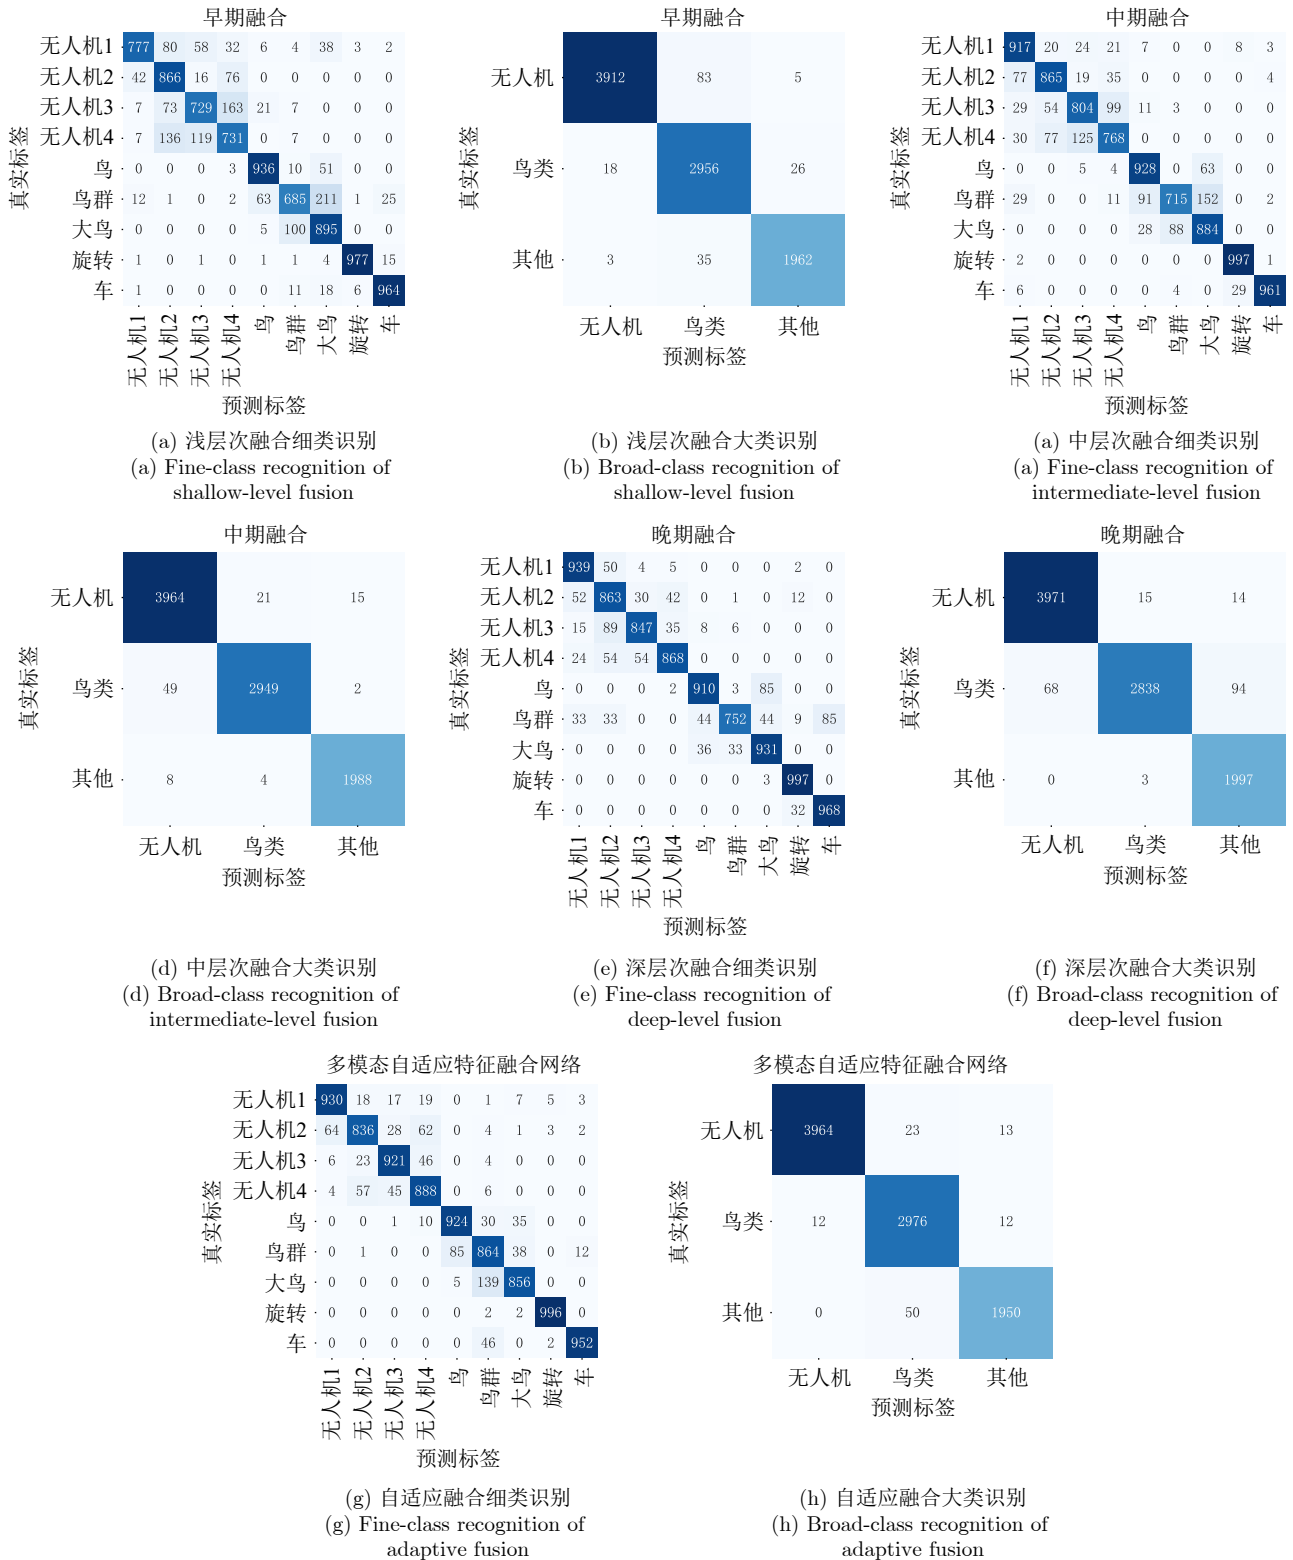 早期融合
真实标签
无人机1 777 80 58 32 6 4 38 3 2
无人机2 42 866 16 76 0 0 0 0 0
无人机3 7 73 729 163 21 7 0 0 0
无人机4 7 136 119 731 0 7 0 0 0
鸟 0 0 0 3 936 10 51 0 0
鸟群 12 1 0 2 63 685 211 1 25
大鸟 0 0 0 0 5 100 895 0 0
旋转 1 0 1 0 1 1 4 977 15
车 1 0 0 0 0 11 18 6 964
无人机1 无人机2 无人机3 无人机4 鸟 鸟群 大鸟 旋转 车
预测标签
(a) 浅层次融合细类识别
(a) Fine-class recognition of
shallow-level fusion
早期融合
真实标签
无人机 3912 83 5
鸟类 18 2956 26
其他 3 35 1962
无人机 鸟类 其他
预测标签
(b) 浅层次融合大类识别
(b) Broad-class recognition of
shallow-level fusion
中期融合
真实标签
无人机1 917 20 24 21 7 0 0 8 3
无人机2 77 865 19 35 0 0 0 0 4
无人机3 29 54 804 99 11 3 0 0 0
无人机4 30 77 125 768 0 0 0 0 0
鸟 0 0 5 4 928 0 63 0 0
鸟群 29 0 0 11 91 715 152 0 2
大鸟 0 0 0 0 28 88 884 0 0
旋转 2 0 0 0 0 0 0 997 1
车 6 0 0 0 0 4 0 29 961
无人机1 无人机2 无人机3 无人机4 鸟 鸟群 大鸟 旋转 车
预测标签
(a) 中层次融合细类识别
(a) Fine-class recognition of
intermediate-level fusion
中期融合
真实标签
无人机 3964 21 15
鸟类 49 2949 2
其他 8 4 1988
无人机 鸟类 其他
预测标签
(d) 中层次融合大类识别
(d) Broad-class recognition of
intermediate-level fusion
晚期融合
真实标签
无人机1 939 50 4 5 0 0 0 2 0
无人机2 52 863 30 42 0 1 0 12 0
无人机3 15 89 847 35 8 6 0 0 0
无人机4 24 54 54 868 0 0 0 0 0
鸟 0 0 0 2 910 3 85 0 0
鸟群 33 33 0 0 44 752 44 9 85
大鸟 0 0 0 0 36 33 931 0 0
旋转 0 0 0 0 0 0 3 997 0
车 0 0 0 0 0 0 0 32 968
无人机1 无人机2 无人机3 无人机4 鸟 鸟群 大鸟 旋转 车
预测标签
(e) 深层次融合细类识别
(e) Fine-class recognition of
deep-level fusion
晚期融合
真实标签
无人机 3971 15 14
鸟类 68 2838 94
其他 0 3 1997
无人机 鸟类 其他
预测标签
(f) 深层次融合大类识别
(f) Broad-class recognition of
deep-level fusion
多模态自适应特征融合网络
真实标签
无人机1 930 18 17 19 0 1 7 5 3
无人机2 64 836 28 62 0 4 1 3 2
无人机3 6 23 921 46 0 4 0 0 0
无人机4 4 57 45 888 0 6 0 0 0
鸟 0 0 1 10 924 30 35 0 0
鸟群 0 1 0 0 85 864 38 0 12
大鸟 0 0 0 0 5 139 856 0 0
旋转 0 0 0 0 0 2 2 996 0
车 0 0 0 0 0 46 0 2 952
无人机1 无人机2 无人机3 无人机4 鸟 鸟群 大鸟 旋转 车
预测标签
(g) 自适应融合细类识别
(g) Fine-class recognition of
adaptive fusion
多模态自适应特征融合网络
真实标签
无人机 3964 23 13
鸟类 12 2976 12
其他 0 50 1950
无人机 鸟类 其他
预测标签
(h) 自适应融合大类识别
(h) Broad-class recognition of
adaptive fusion